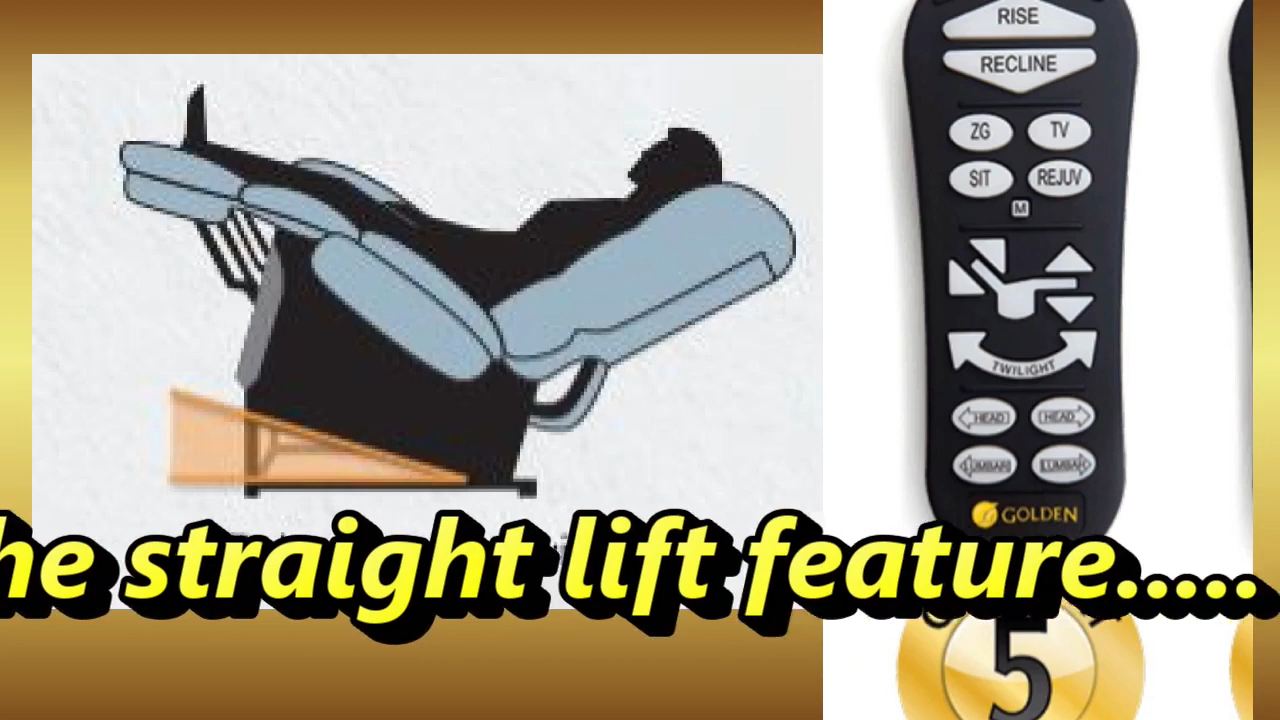 RISE
RECLINE
ZG TV
SIT REJUV
M
TWILIGHT
HEAD HEAD
LUMBAR LUMBAR
GOLDEN
he straight lift feature.....
5